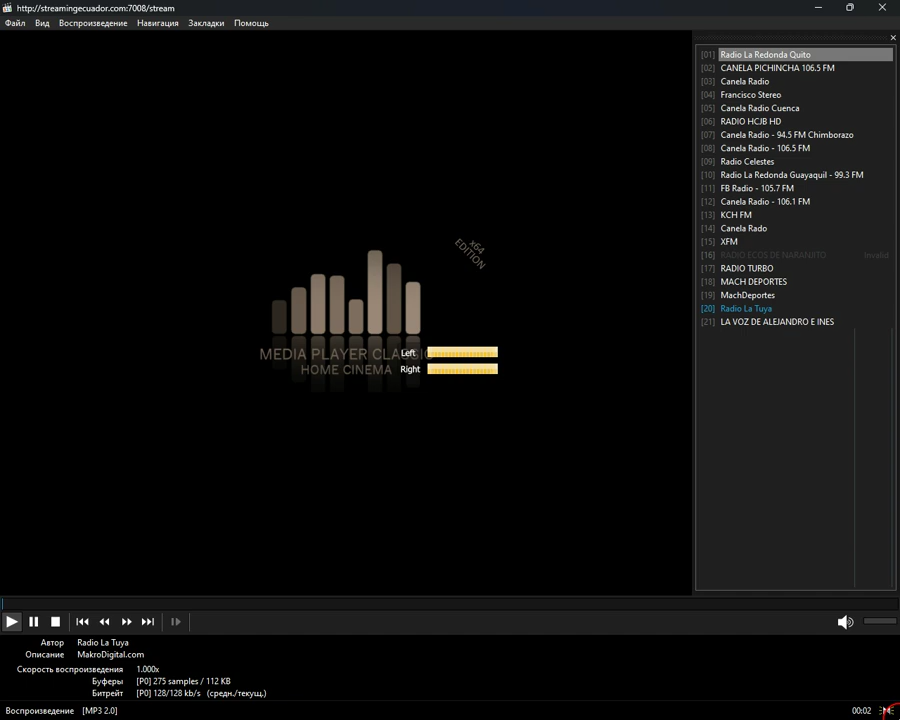 http://streamingecuador.com:7008/stream
Файл Вид Воспроизведение Навигация Закладки Помощь
[01] Radio La Redonda Quito
[02] CANELA PICHINCHA 106.5 FM
[03] Canela Radio
[04] Francisco Stereo
[05] Canela Radio Cuenca
[06] RADIO HCJB HD
[07] Canela Radio - 94.5 FM Chimborazo
[08] Canela Radio - 106.5 FM
[09] Radio Celestes
[10] Radio La Redonda Guayaquil - 99.3 FM
[11] FB Radio - 105.7 FM
[12] Canela Radio - 106.1 FM
[13] KCH FM
[14] Canela Rado
[15] XFM
[16] RADIO ECOS DE NARANJITO Invalid
[17] RADIO TURBO
[18] MACH DEPORTES
[19] MachDeportes
[20] Radio La Tuya
[21] LA VOZ DE ALEJANDRO E INES
x64
EDITION
MEDIA PLAYER CLASSIC
HOME CINEMA
Left
Right
Автор Radio La Tuya
Описание MakroDigital.com
Скорость воспроизведения 1.000x
Буферы [P0] 275 samples / 112 KB
Битрейт [P0] 128/128 kb/s (средн./текущ.)
Воспроизведение [MP3 2.0] 00:02